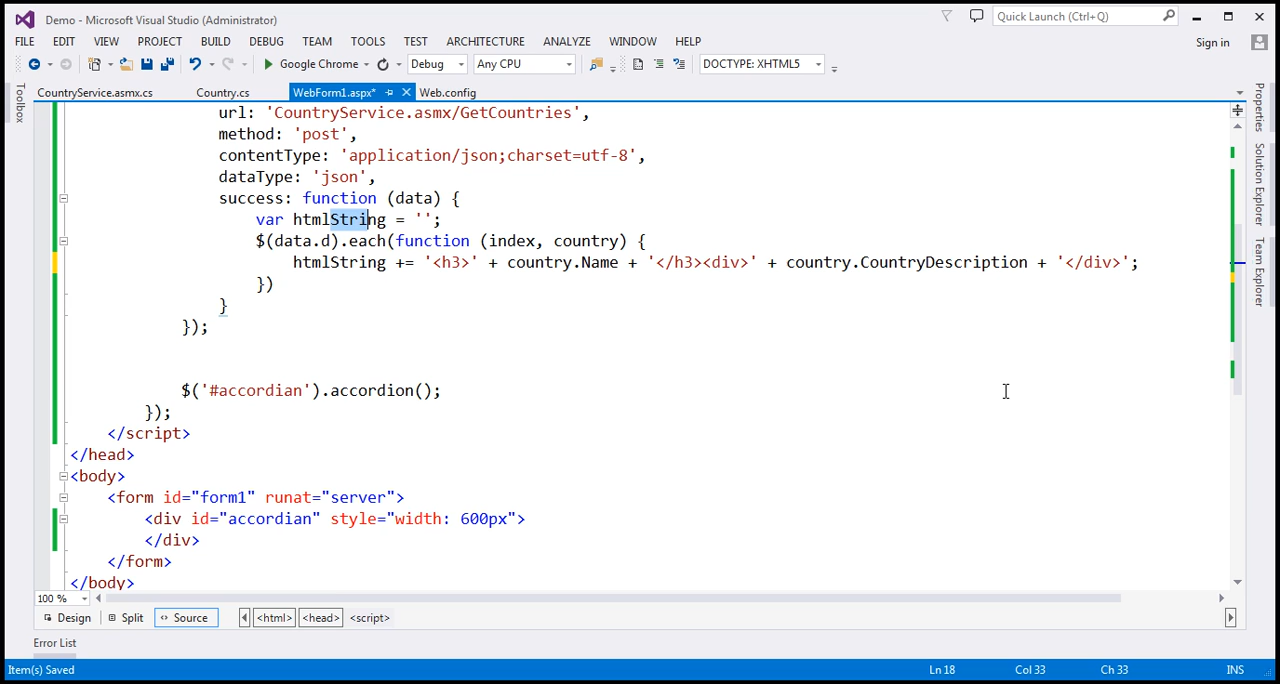 Demo - Microsoft Visual Studio (Administrator)
Quick Launch (Ctrl+Q)
FILE EDIT VIEW PROJECT BUILD DEBUG TEAM TOOLS TEST ARCHITECTURE ANALYZE WINDOW HELP
Sign in
Google Chrome Debug Any CPU DOCTYPE: XHTML5
Toolbox
CountryService.asmx.cs Country.cs WebForm1.aspx* Web.config
Properties
Solution Explorer
Team Explorer
url: 'CountryService.asmx/GetCountries',
method: 'post',
contentType: 'application/json;charset=utf-8',
dataType: 'json',
success: function (data) {
var htmlString = '';
$(data.d).each(function (index, country) {
htmlString += '<h3>' + country.Name + '</h3><div>' + country.CountryDescription + '</div>';
})
}
});
$('#accordian').accordion();
});
</script>
</head>
<body>
<form id="form1" runat="server">
<div id="accordian" style="width: 600px">
</div>
</form>
</body>
100 %
Design Split Source <html> <head> <script>
Error List
Item(s) Saved Ln 18 Col 33 Ch 33 INS